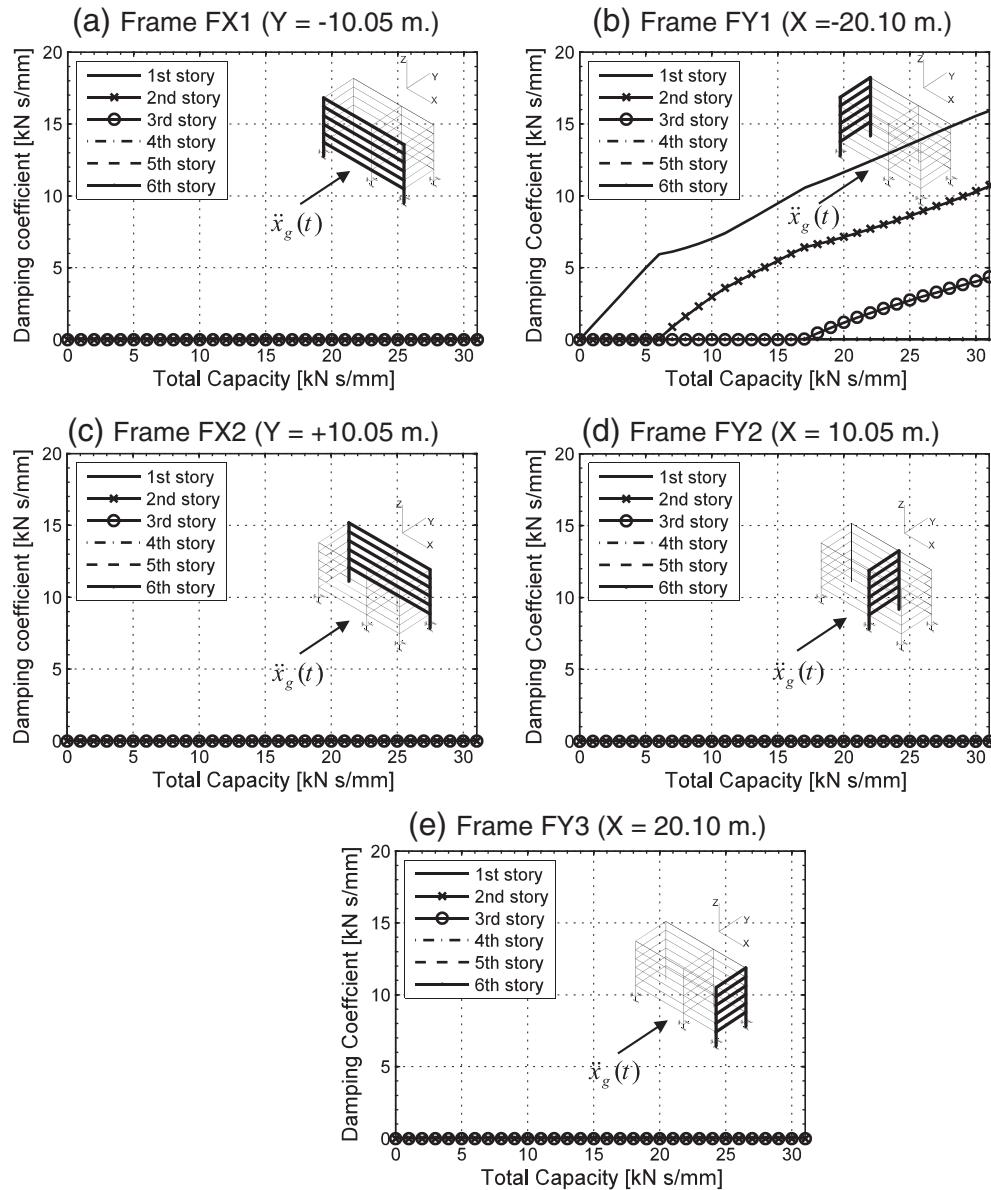 (a) Frame FX1 (Y = -10.05 m.)
Damping coefficient [kN s/mm]
20
15
10
5
0
1st story
2nd story
3rd story
4th story
5th story
6th story
Z
Y
X
ẍg(t)
0 5 10 15 20 25 30
Total Capacity [kN s/mm]
(b) Frame FY1 (X =-20.10 m.)
Damping Coefficient [kN s/mm]
20
15
10
5
0
1st story
2nd story
3rd story
4th story
5th story
6th story
Z
Y
X
ẍg(t)
0 5 10 15 20 25 30
Total Capacity [kN s/mm]
(c) Frame FX2 (Y = +10.05 m.)
Damping coefficient [kN s/mm]
20
15
10
5
0
1st story
2nd story
3rd story
4th story
5th story
6th story
Z
Y
X
ẍg(t)
0 5 10 15 20 25 30
Total Capacity [kN s/mm]
(d) Frame FY2 (X = 10.05 m.)
Damping Coeffcient [kN s/mm]
20
15
10
5
0
1st story
2nd story
3rd story
4th story
5th story
6th story
Z
Y
X
ẍg(t)
0 5 10 15 20 25 30
Total Capacity [kN s/mm]
(e) Frame FY3 (X = 20.10 m.)
Damping Coeffcient [kN s/mm]
20
15
10
5
0
1st story
2nd story
3rd story
4th story
5th story
6th story
Z
Y
X
ẍg(t)
0 5 10 15 20 25 30
Total Capacity [kN s/mm]